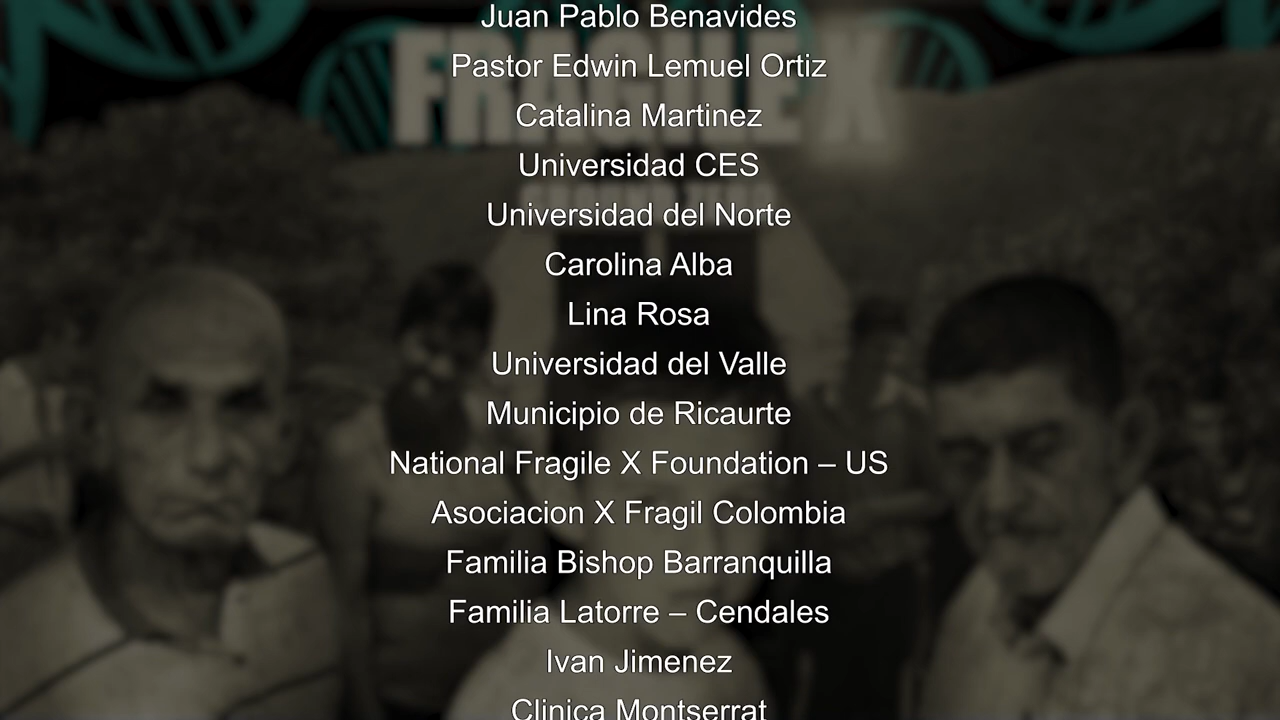 Juan Pablo Benavides
FRAGILE X
Pastor Edwin Lemuel Ortiz
Catalina Martinez
Universidad CES
Universidad del Norte
Carolina Alba
Lina Rosa
Universidad del Valle
Municipio de Ricaurte
National Fragile X Foundation – US
Asociacion X Fragil Colombia
Familia Bishop Barranquilla
Familia Latorre – Cendales
Ivan Jimenez
Clinica Montserrat